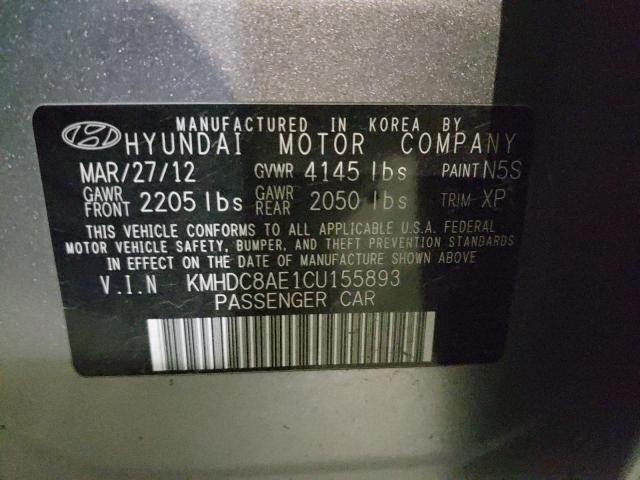 MANUFACTURED IN KOREA BY
HYUNDAI MOTOR COMPANY
MAR/27/12 GVWR 4145 lbs PAINT N5S
GAWR FRONT 2205 lbs GAWR REAR 2050 lbs TRIM XP
THIS VEHICLE CONFORMS TO ALL APPLICABLE U.S.A. FEDERAL
MOTOR VEHICLE SAFETY, BUMPER, AND THEFT PREVENTION STANDARDS
IN EFFECT ON THE DATE OF MANUFACTURE SHOWN ABOVE
V.I.N KMHDC8AE1CU155893
PASSENGER CAR